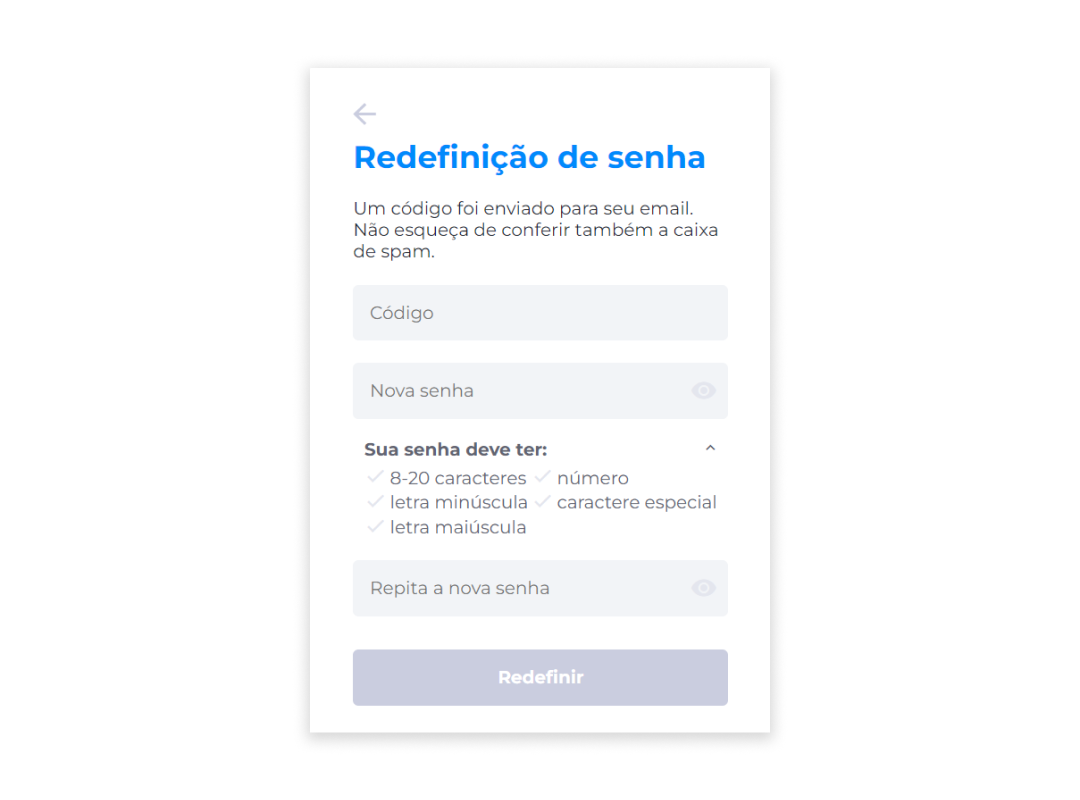 Redefinição de senha
Um código foi enviado para seu email.
Não esqueça de conferir também a caixa
de spam.
Código
Nova senha
Sua senha deve ter:
8-20 caracteres número
letra minúscula caractere especial
letra maiúscula
Repita a nova senha
Redefinir